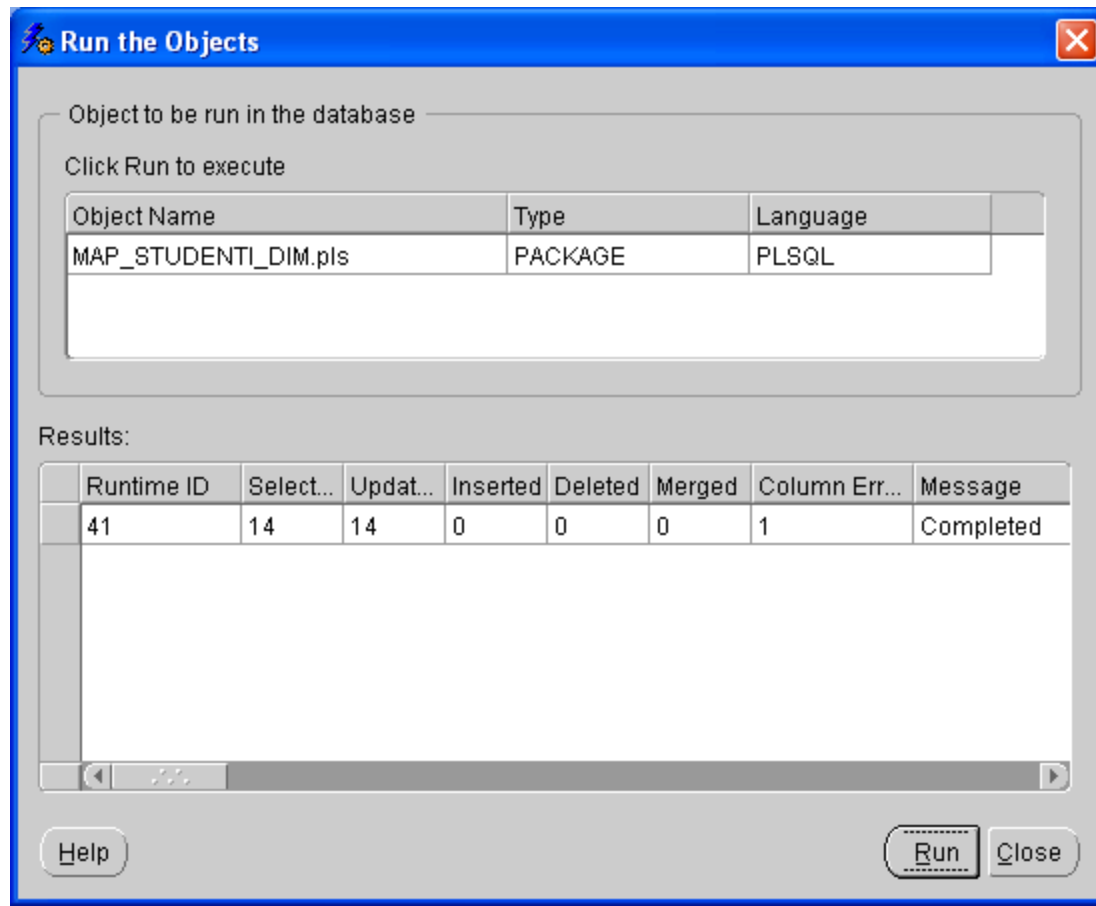 Run the Objects
Object to be run in the database
Click Run to execute
Object Name Type Language
MAP_STUDENTI_DIM.pls PACKAGE PLSQL
Results:
Runtime ID Select... Updat... Inserted Deleted Merged Column Err... Message
41 14 14 0 0 0 1 Completed
Help Run Close